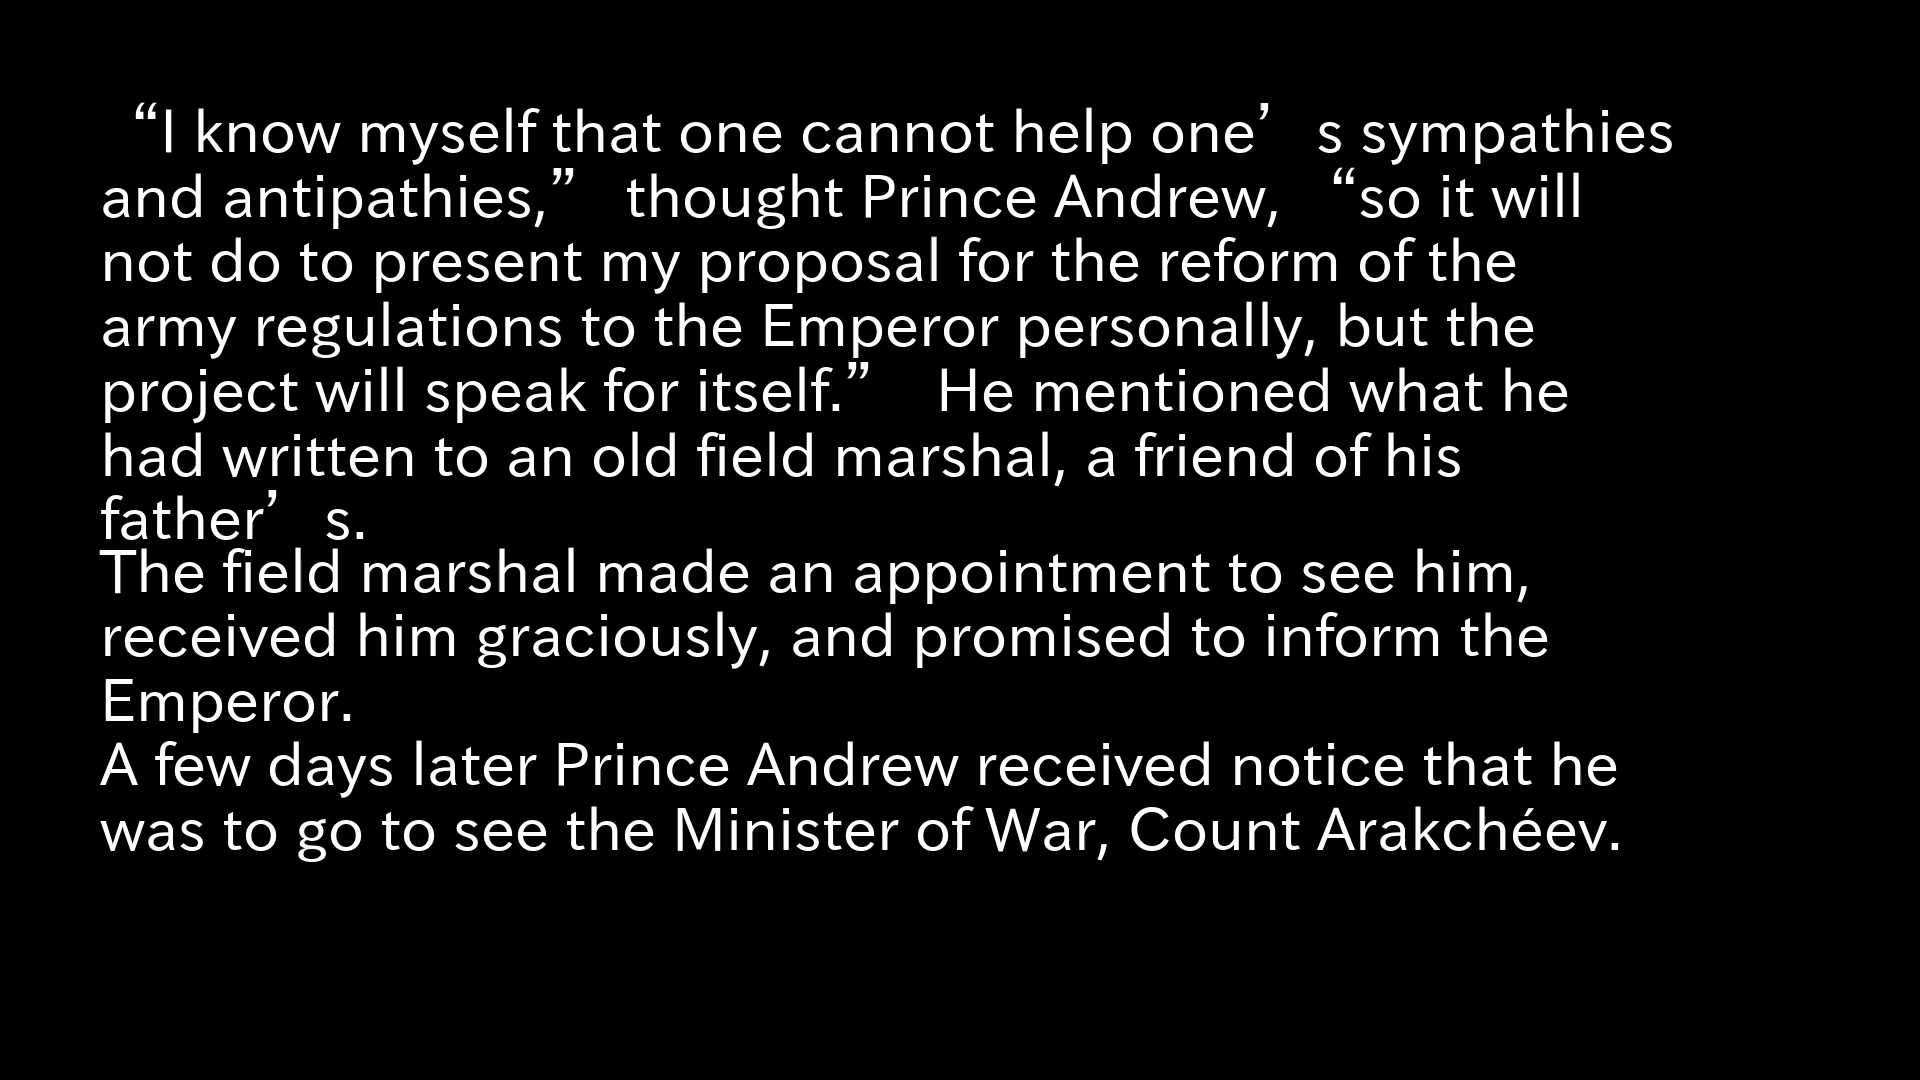 “I know myself that one cannot help one’s sympathies
and antipathies,” thought Prince Andrew, “so it will
not do to present my proposal for the reform of the
army regulations to the Emperor personally, but the
project will speak for itself.” He mentioned what he
had written to an old field marshal, a friend of his
father’s.
The field marshal made an appointment to see him,
received him graciously, and promised to inform the
Emperor.
A few days later Prince Andrew received notice that he
was to go to see the Minister of War, Count Arakchéev.